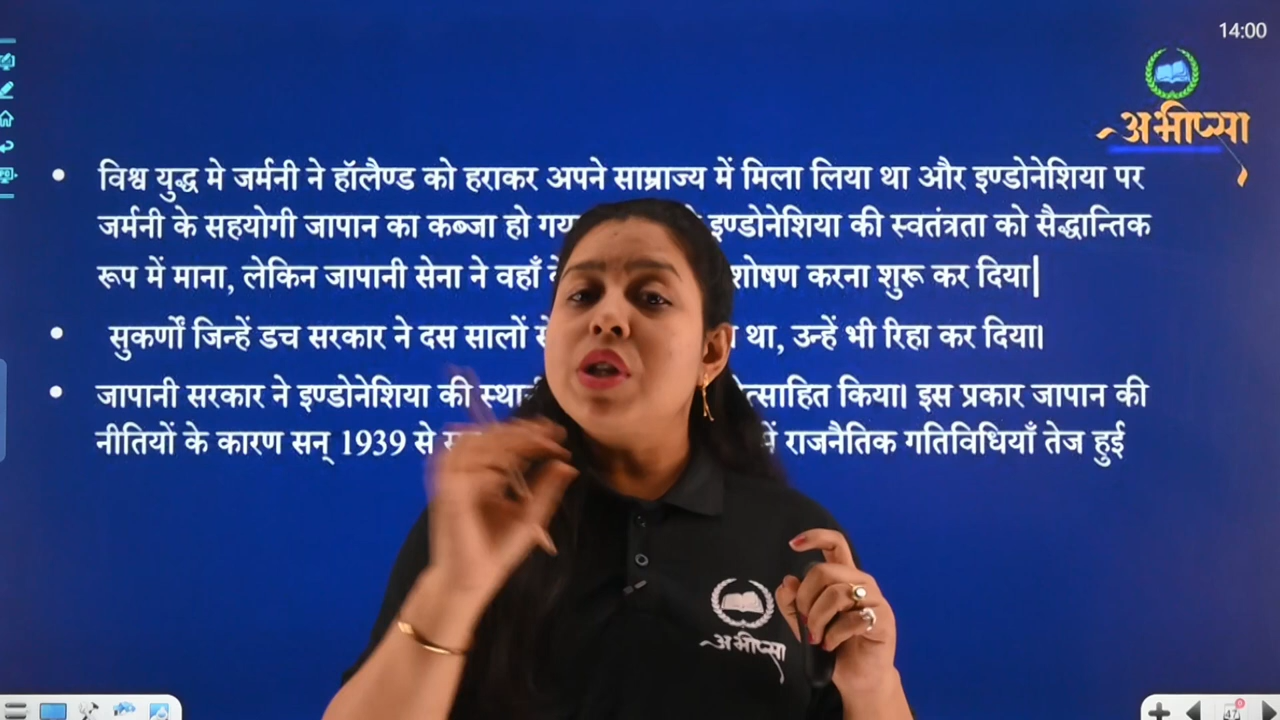 14:00
अभीप्सा
विश्व युद्ध मे जर्मनी ने हॉलैण्ड को हराकर अपने साम्राज्य में मिला लिया था और इण्डोनेशिया पर
जर्मनी के सहयोगी जापान का कब्जा हो इण्डोनेशिया की स्वतंत्रता को सैद्धान्तिक
रूप में माना, लेकिन जापानी सेना ने वहाँ शोषण करना शुरू कर दिया|
सुकर्णों जिन्हें डच सरकार ने दस सालों था, उन्हें भी रिहा कर दिया।
जापानी सरकार ने इण्डोनेशिया की किया। इस प्रकार जापान की
नीतियों के कारण सन् 1939 से राजनैतिक गतिविधियाँ तेज हुई
अभीप्सा
47